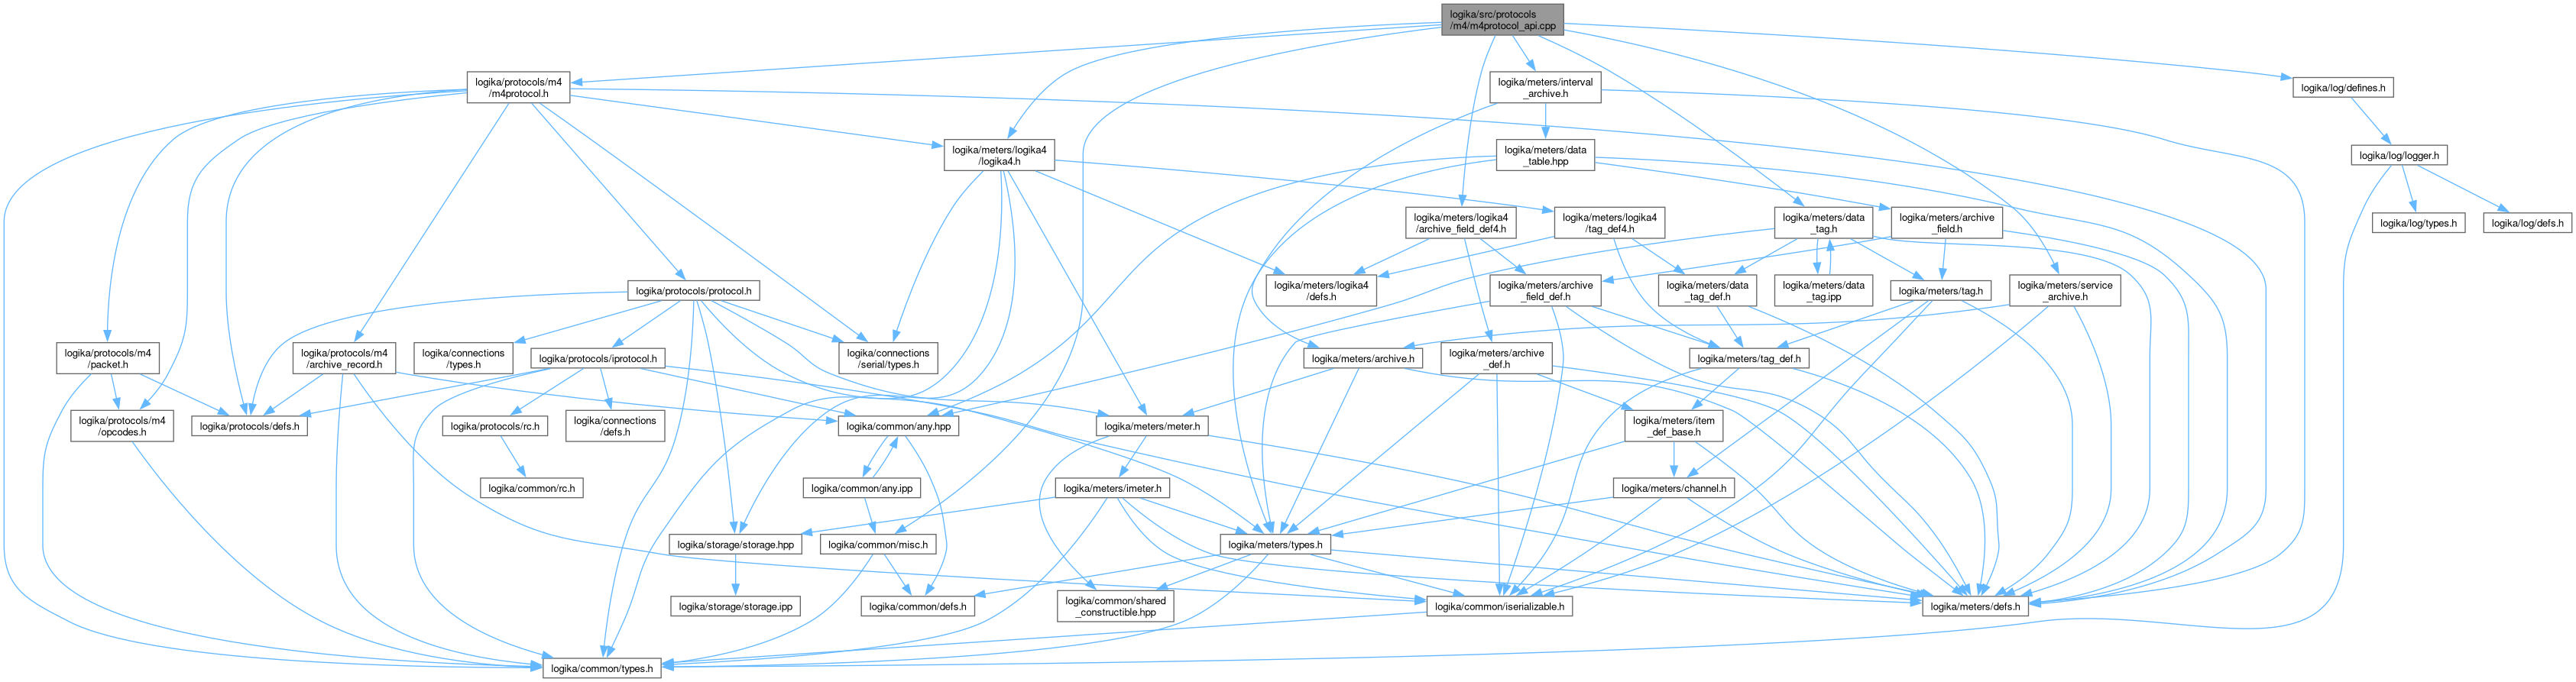 logika/src/protocols
/m4/m4protocol_api.cpp
logika/protocols/m4
/m4protocol.h
logika/meters/interval
_archive.h
logika/log/defines.h
logika/meters/logika4
/logika4.h
logika/meters/data
_table.hpp
logika/log/logger.h
logika/meters/logika4
/archive_field_def4.h
logika/meters/logika4
/tag_def4.h
logika/meters/data
_tag.h
logika/meters/archive
_field.h
logika/log/types.h
logika/log/defs.h
logika/protocols/protocol.h
logika/meters/logika4
/defs.h
logika/meters/archive
_field_def.h
logika/meters/data
_tag_def.h
logika/meters/data
_tag.ipp
logika/meters/tag.h
logika/meters/service
_archive.h
logika/protocols/m4
/packet.h
logika/protocols/m4
/archive_record.h
logika/connections
/types.h
logika/protocols/iprotocol.h
logika/connections
/serial/types.h
logika/meters/archive.h
logika/meters/archive
_def.h
logika/meters/tag_def.h
logika/protocols/m4
/opcodes.h
logika/protocols/defs.h
logika/protocols/rc.h
logika/connections
/defs.h
logika/common/any.hpp
logika/meters/meter.h
logika/meters/item
_def_base.h
logika/common/rc.h
logika/common/any.ipp
logika/meters/imeter.h
logika/meters/channel.h
logika/storage/storage.hpp
logika/common/misc.h
logika/meters/types.h
logika/storage/storage.ipp
logika/common/defs.h
logika/common/shared
_constructible.hpp
logika/common/iserializable.h
logika/meters/defs.h
logika/common/types.h